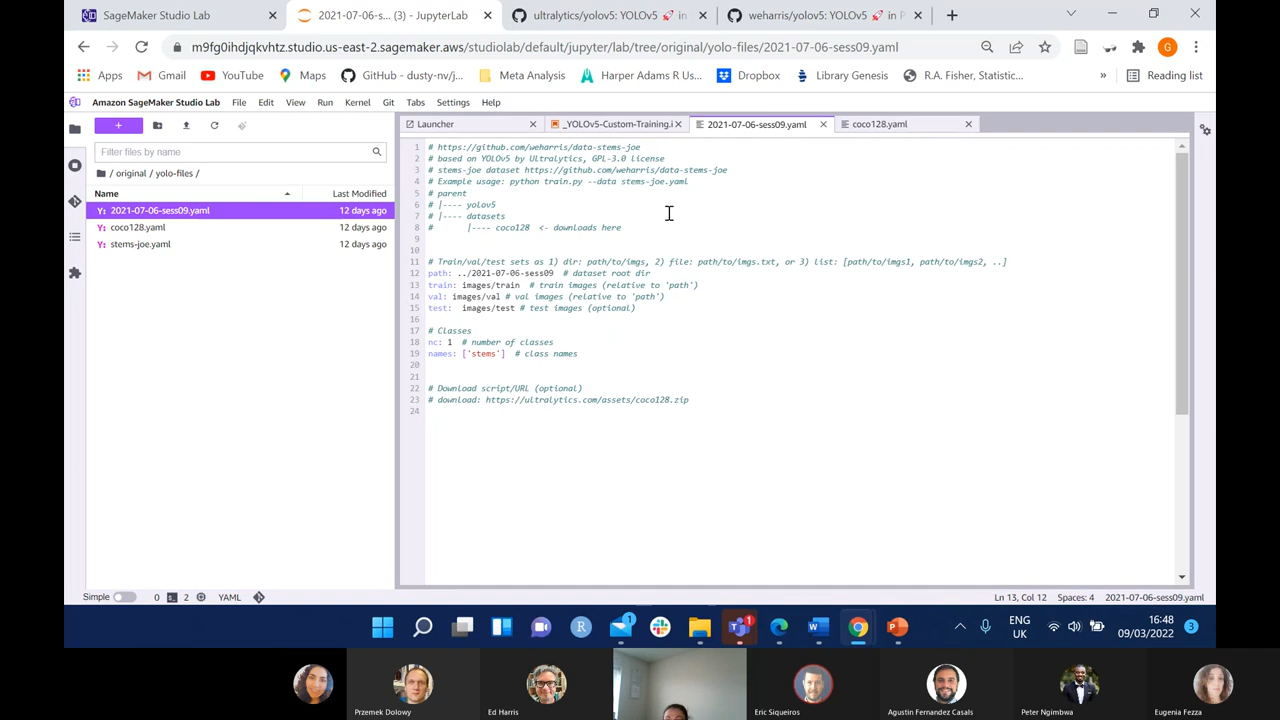 SageMaker Studio Lab
2021-07-06-s... (3) - JupyterLab
ultralytics/yolov5: YOLOv5 🚀 in
weharris/yolov5: YOLOv5 🚀 in P
m9fg0ihdjqkvhtz.studio.us-east-2.sagemaker.aws/studiolab/default/jupyter/lab/tree/original/yolo-files/2021-07-06-sess09.yaml
G
Apps
Gmail
YouTube
Maps
GitHub - dusty-nv/j...
Meta Analysis
Harper Adams R Us...
Dropbox
Library Genesis
R.A. Fisher, Statistic...
»
Reading list
Amazon SageMaker Studio Lab
File
Edit
View
Run
Kernel
Git
Tabs
Settings
Help
Launcher
_YOLOv5-Custom-Training.i
2021-07-06-sess09.yaml
coco128.yaml
Filter files by name
/ original / yolo-files /
Name
Last Modified
Y: 2021-07-06-sess09.yaml 12 days ago
Y: coco128.yaml 12 days ago
Y: stems-joe.yaml 12 days ago
1 # https://github.com/weharris/data-stems-joe
2 # based on YOLOv5 by Ultralytics, GPL-3.0 license
3 # stems-joe dataset https://github.com/weharris/data-stems-joe
4 # Example usage: python train.py --data stems-joe.yaml
5 # parent
6 # |---- yolov5
7 # |---- datasets
8 #      |---- coco128 <- downloads here
9
10
11 # Train/val/test sets as 1) dir: path/to/imgs, 2) file: path/to/imgs.txt, or 3) list: [path/to/imgs1, path/to/imgs2, ..]
12 path: ../2021-07-06-sess09 # dataset root dir
13 train: images/train # train images (relative to 'path')
14 val: images/val # val images (relative to 'path')
15 test: images/test # test images (optional)
16
17 # Classes
18 nc: 1 # number of classes
19 names: ['stems'] # class names
20
21
22 # Download script/URL (optional)
23 # download: https://ultralytics.com/assets/coco128.zip
24
Simple
0
2
YAML
Ln 13, Col 12
Spaces: 4
2021-07-06-sess09.yaml
1
R
1
W
P
ENG
UK
16:48
09/03/2022
3
Przemek Dolowy
Ed Harris
Eric Siqueiros
Agustin Fernandez Casals
Peter Ngimbwa
Eugenia Fezza